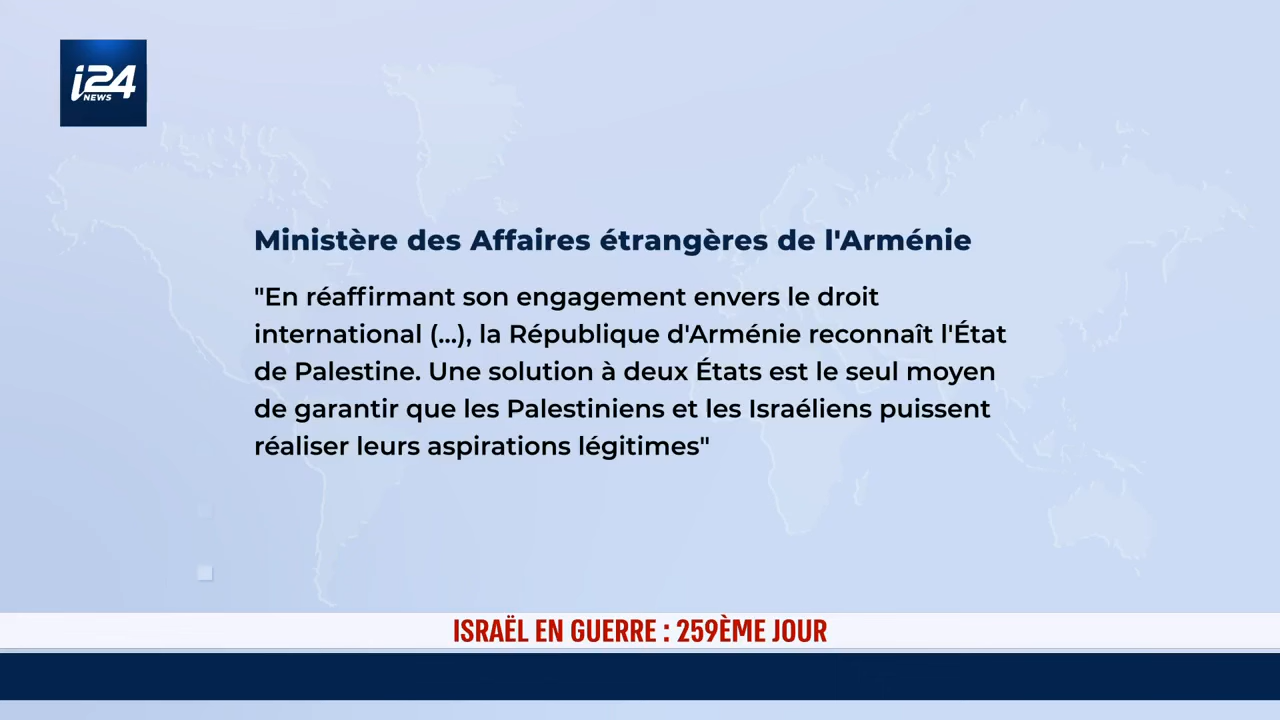 i24
NEWS
Ministère des Affaires étrangères de l'Arménie
"En réaffirmant son engagement envers le droit
international (...), la République d'Arménie reconnaît l'État
de Palestine. Une solution à deux États est le seul moyen
de garantir que les Palestiniens et les Israéliens puissent
réaliser leurs aspirations légitimes"
ISRAËL EN GUERRE : 259ÈME JOUR